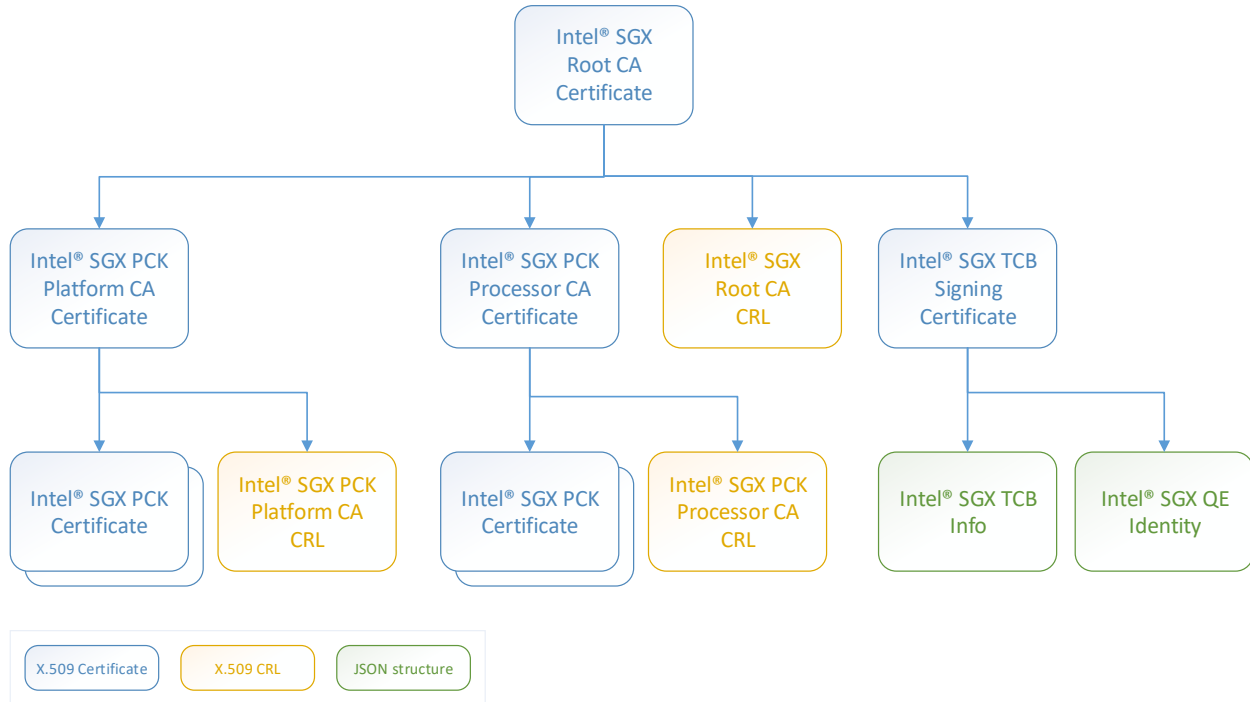 Intel® SGX
Root CA
Certificate
Intel® SGX PCK
Platform CA
Certificate
Intel® SGX PCK
Processor CA
Certificate
Intel® SGX
Root CA
CRL
Intel® SGX TCB
Signing
Certificate
Intel® SGX PCK
Certificate
Intel® SGX PCK
Platform CA
CRL
Intel® SGX PCK
Certificate
Intel® SGX PCK
Processor CA
CRL
Intel® SGX TCB
Info
Intel® SGX QE
Identity
X.509 Certificate
X.509 CRL
JSON structure